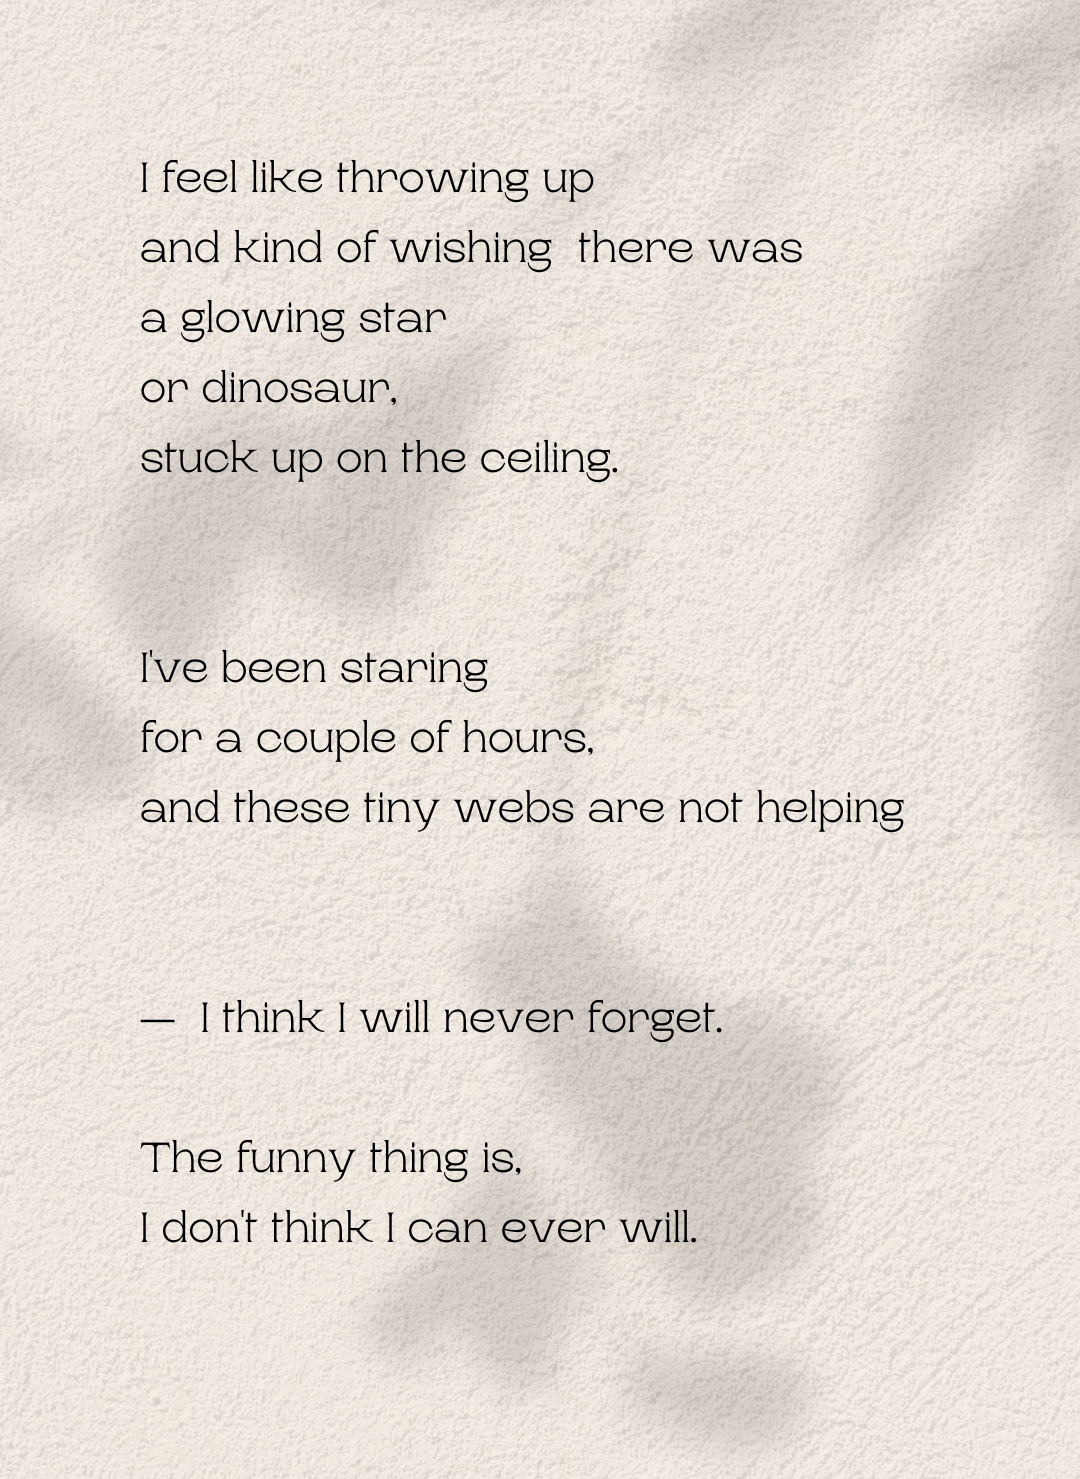 I feel like throwing up
and kind of wishing  there was
a glowing star
or dinosaur,
stuck up on the ceiling.
I've been staring
for a couple of hours,
and these tiny webs are not helping
—  I think I will never forget.
The funny thing is,
I don't think I can ever will.